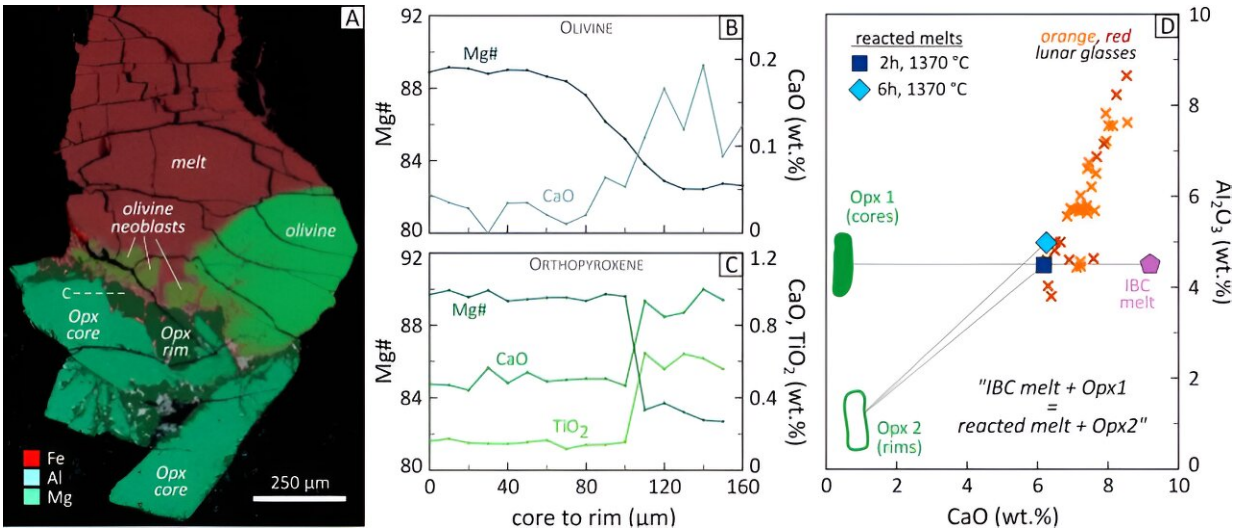 A
melt
olivine
neoblasts
olivine
C
Opx
core
Opx
rim
Opx
core
Fe
Al
Mg
250 µm
B
OLIVINE
Mg#
CaO
92
88
84
80
Mg#
0.2
0.1
0
CaO (wt.%)
C
ORTHOPYROXENE
Mg#
CaO
TiO₂
92
88
84
80
Mg#
1.2
0.8
0.4
0
CaO, TiO₂ (wt.%)
0 40 80 120 160
core to rim (µm)
D
reacted melts
2h, 1370 °C
6h, 1370 °C
orange, red
lunar glasses
Opx 1
(cores)
IBC
melt
Opx 2
(rims)
"IBC melt + Opx1
=
reacted melt + Opx2"
10
8
6
4
2
0
Al₂O₃ (wt.%)
0 2 4 6 8 10
CaO (wt.%)